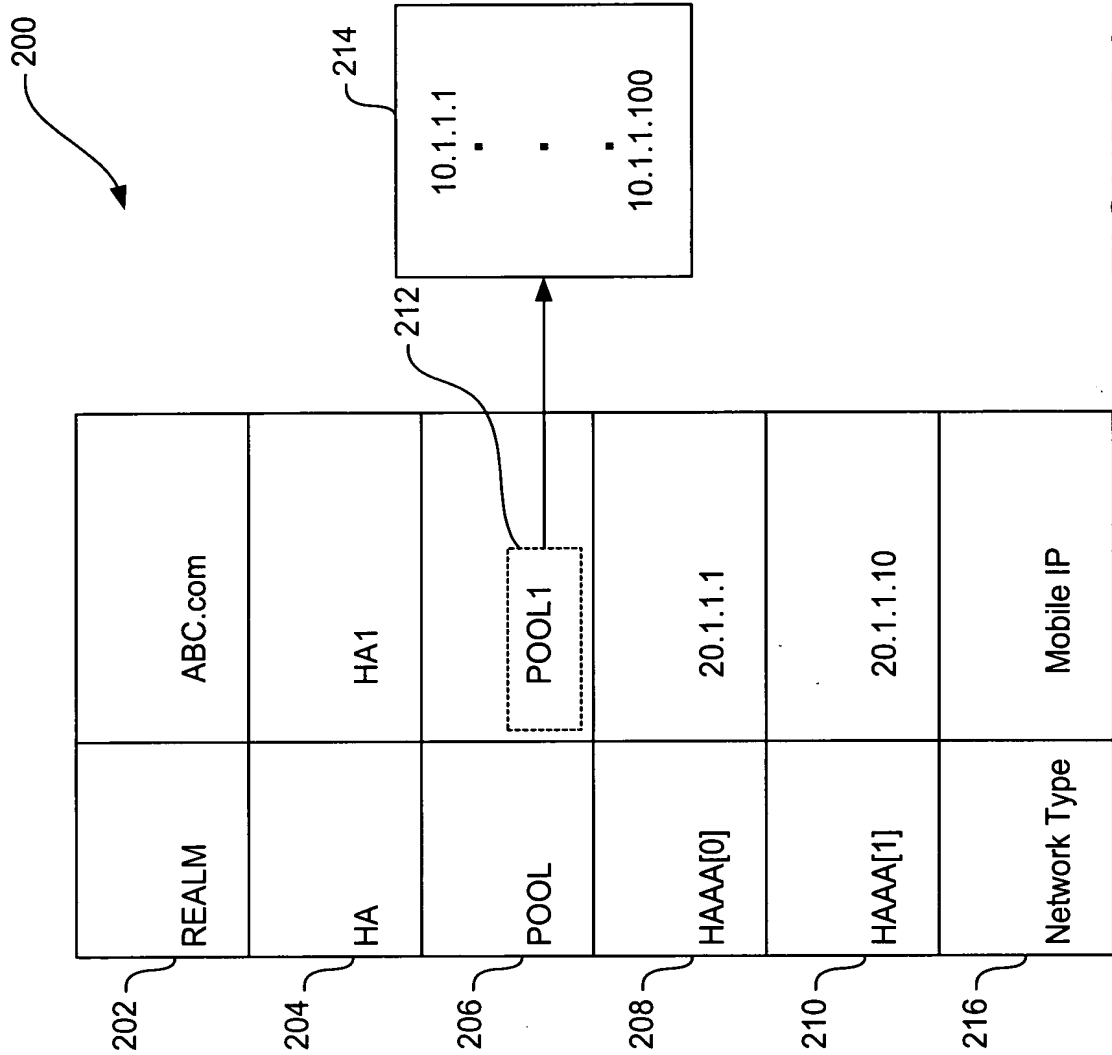 200
202
REALM
ABC.com
204
HA
HA1
206
POOL
POOL1
212
214
10.1.1.1
10.1.1.100
208
HAAA[0]
20.1.1.1
210
HAAA[1]
20.1.1.10
216
Network Type
Mobile IP